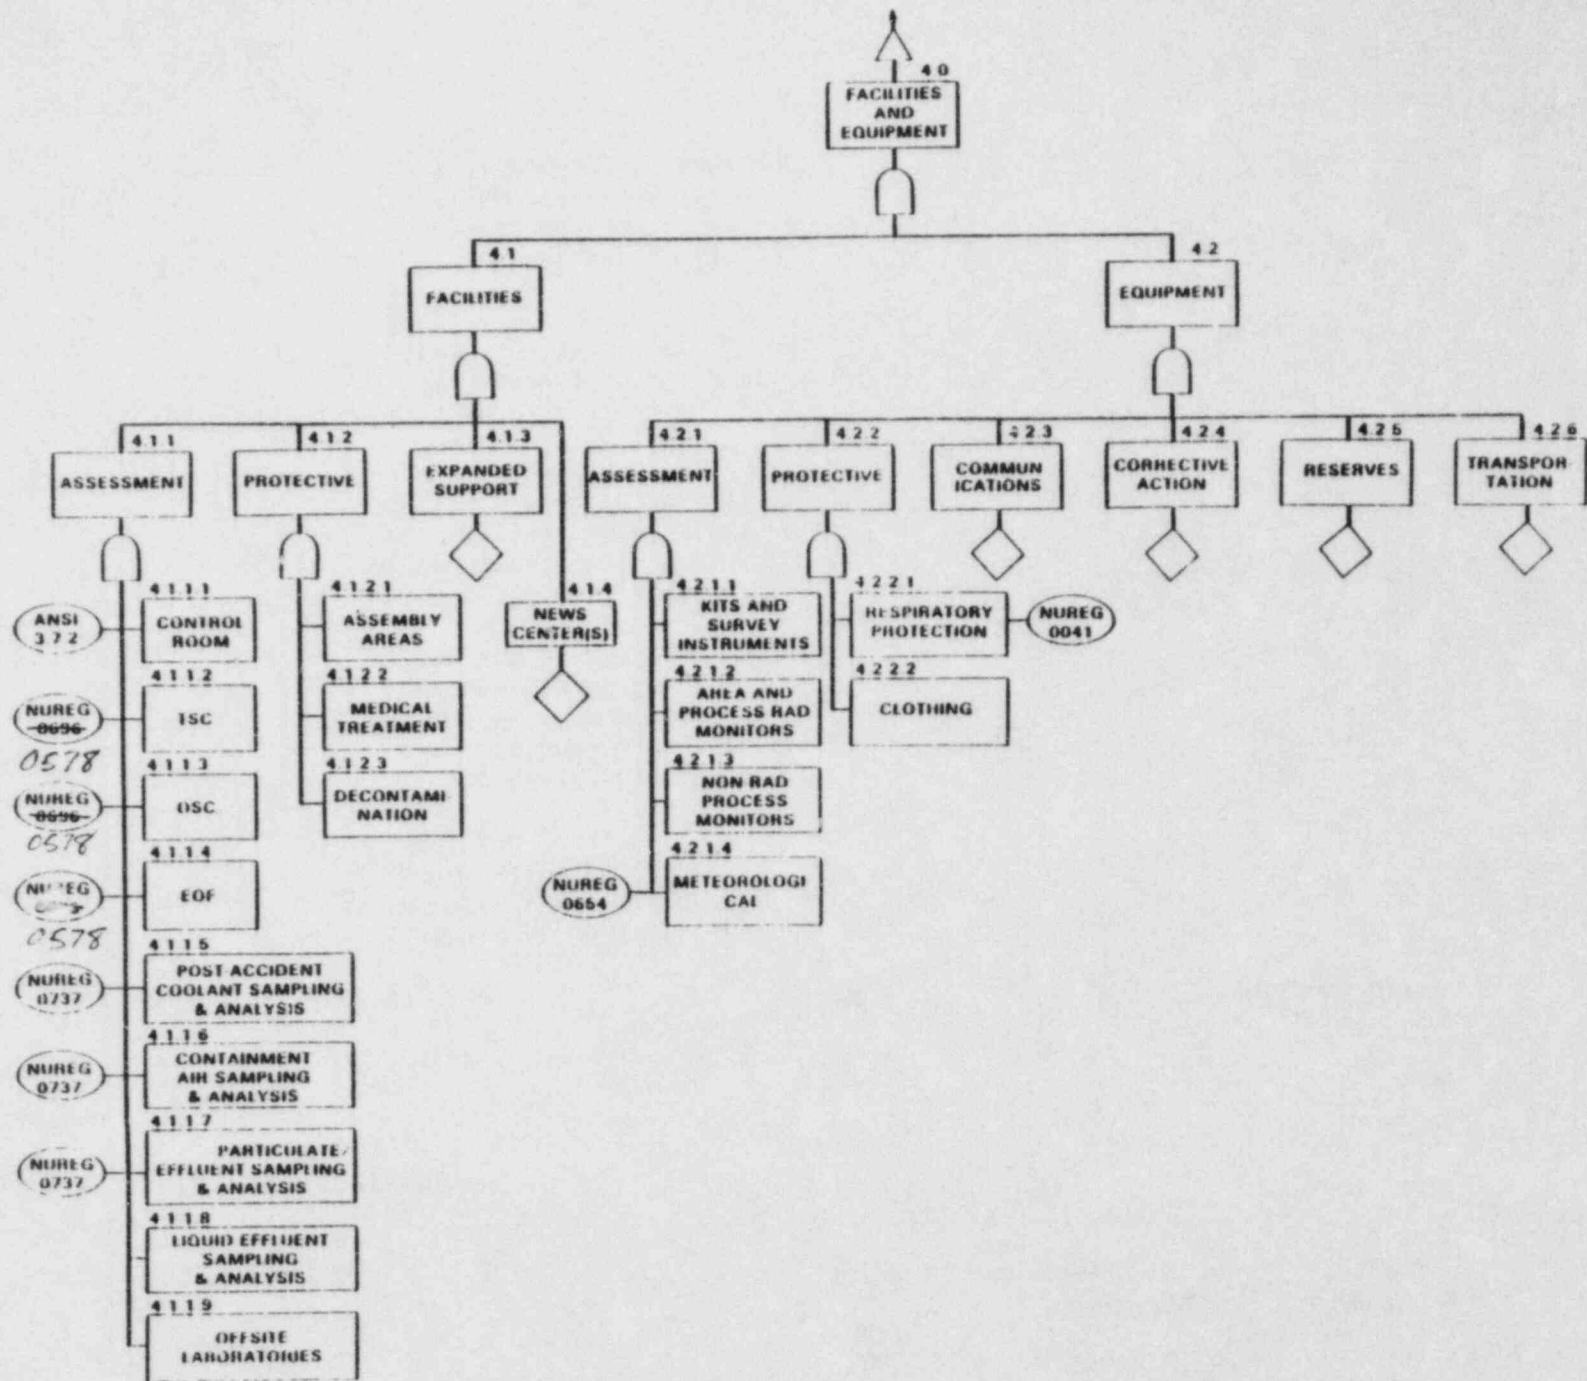 4 0
FACILITIES
AND
EQUIPMENT
4 1
FACILITIES
4 2
EQUIPMENT
4 1 1
ASSESSMENT
4 1 2
PROTECTIVE
4 1 3
EXPANDED
SUPPORT
4 2 1
ASSESSMENT
4 2 2
PROTECTIVE
4 2 3
COMMUN
ICATIONS
4 2 4
CORRECTIVE
ACTION
4 2 5
RESERVES
4 2 6
TRANSPOR-
TATION
ANSI
3 7 2
4 1 1 1
CONTROL
ROOM
NUREG
0696
0578
4 1 1 2
TSC
NUREG
0696
0578
4 1 1 3
OSC
NUREG
0578
4 1 1 4
EOF
NUREG
0737
4 1 1 5
POST ACCIDENT
COOLANT SAMPLING
& ANALYSIS
NUREG
0737
4 1 1 6
CONTAINMENT
AIR SAMPLING
& ANALYSIS
NUREG
0737
4 1 1 7
PARTICULATE/
EFFLUENT SAMPLING
& ANALYSIS
4 1 1 8
LIQUID EFFLUENT
SAMPLING
& ANALYSIS
4 1 1 9
OFFSITE
LABORATORIES
4 1 2 1
ASSEMBLY
AREAS
4 1 2 2
MEDICAL
TREATMENT
4 1 2 3
DECONTAMI-
NATION
4 1 4
NEWS
CENTER(S)
4 2 1 1
KITS AND
SURVEY
INSTRUMENTS
4 2 1 2
AREA AND
PROCESS RAD
MONITORS
4 2 1 3
NON RAD
PROCESS
MONITORS
NUREG
0654
4 2 1 4
METEOROLOGI
CAL
4 2 2 1
RESPIRATORY
PROTECTION
NUREG
0041
4 2 2 2
CLOTHING